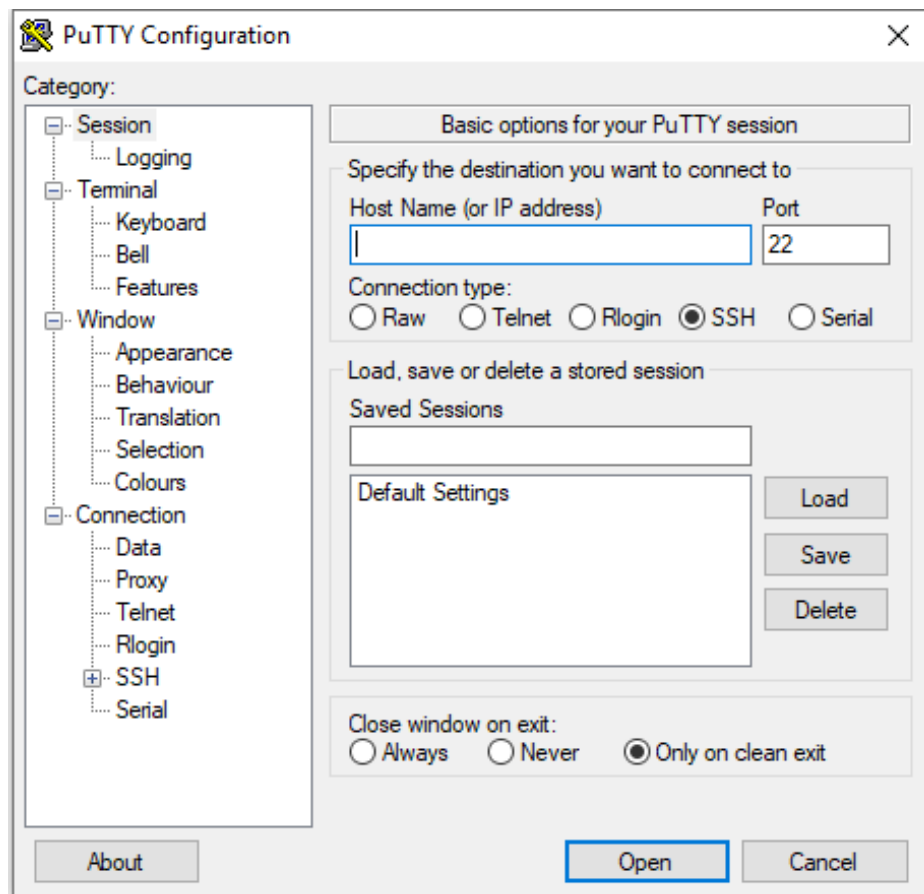 PuTTY Configuration
Category:
Session
Logging
Terminal
Keyboard
Bell
Features
Window
Appearance
Behaviour
Translation
Selection
Colours
Connection
Data
Proxy
Telnet
Rlogin
SSH
Serial
Basic options for your PuTTY session
Specify the destination you want to connect to
Host Name (or IP address) Port
22
Connection type:
Raw Telnet Rlogin SSH Serial
Load, save or delete a stored session
Saved Sessions
Default Settings
Load
Save
Delete
Close window on exit:
Always Never Only on clean exit
About Open Cancel